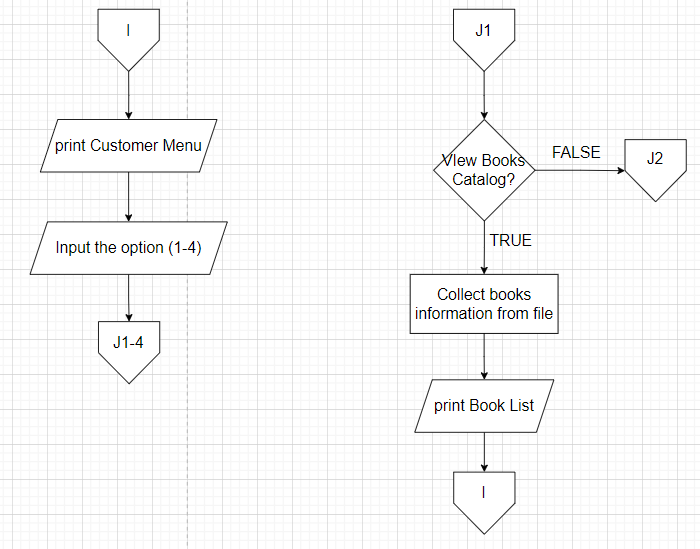 I
print Customer Menu
Input the option (1-4)
J1-4
J1
VIew Books
Catalog?
FALSE
J2
TRUE
Collect books
information from file
print Book List
I